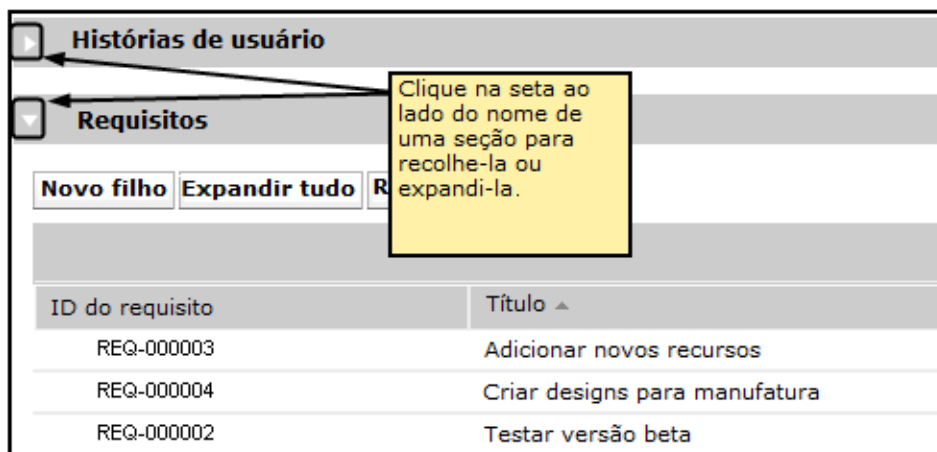 Histórias de usuário
Clique na seta ao
lado do nome de
uma seção para
recolhe-la ou
expandi-la.
Requisitos
Novo filho Expandir tudo R
ID do requisito Título
REQ-000003 Adicionar novos recursos
REQ-000004 Criar designs para manufatura
REQ-000002 Testar versão beta